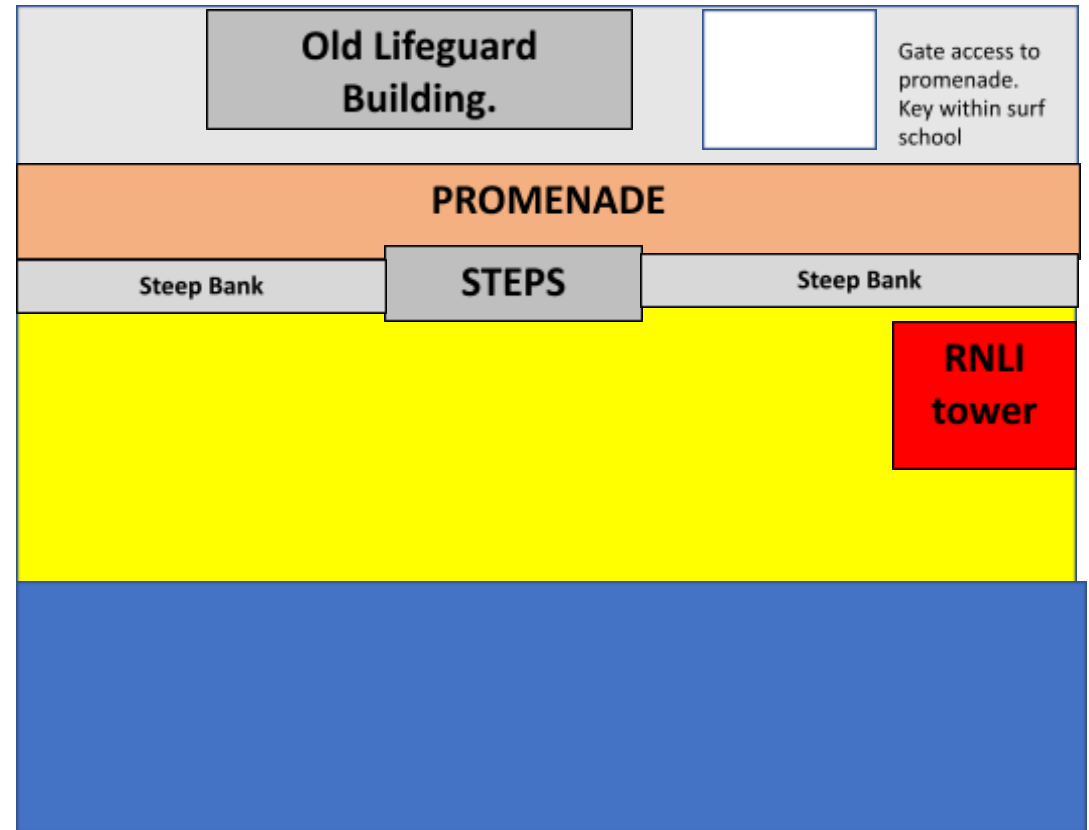 Old Lifeguard
Building.
Gate access to
promenade.
Key within surf
school
PROMENADE
Steep Bank
STEPS
Steep Bank
RNLI
tower